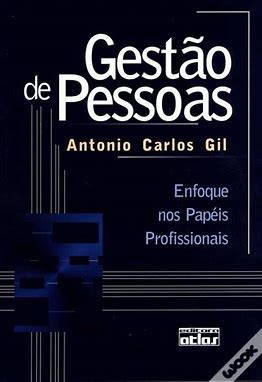 Gestão
de Pessoas
Antonio Carlos Gil
Enfoque
nos Papéis
Profissionais
editora
atlas
wook